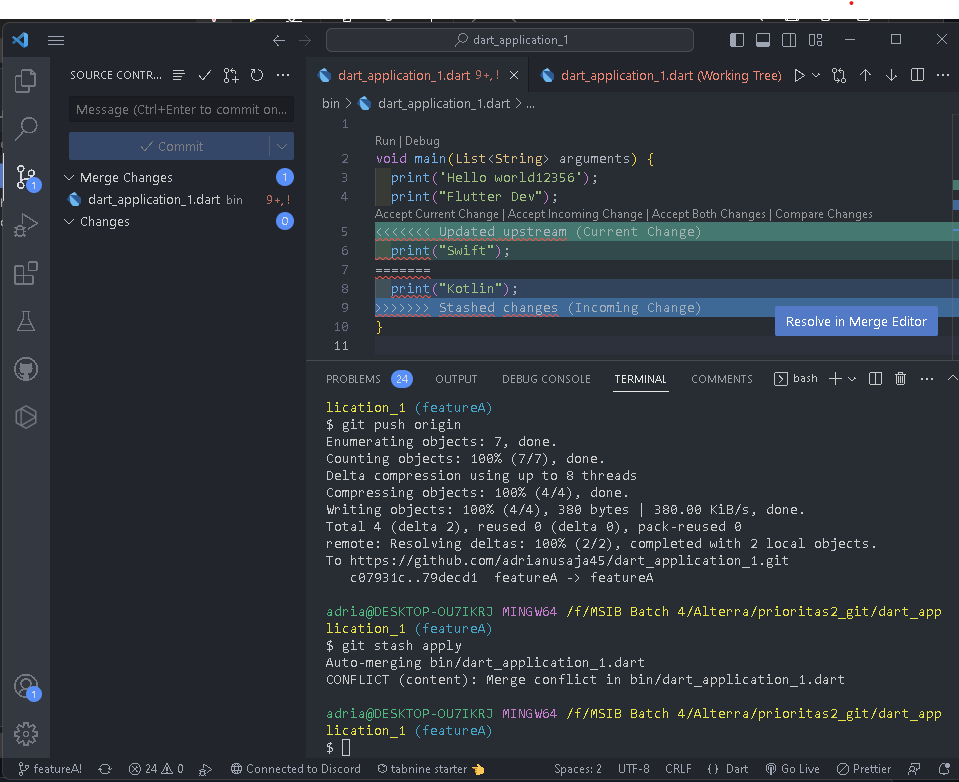 dart_application_1
SOURCE CONTR...
Message (Ctrl+Enter to commit on...
Commit
Merge Changes 1
dart_application_1.dart bin 9+, !
Changes 0
1
1
dart_application_1.dart 9+, !
dart_application_1.dart (Working Tree)
bin > dart_application_1.dart > ...
1
Run | Debug
2 void main(List<String> arguments) {
3 print('Hello world12356');
4 print("Flutter Dev");
Accept Current Change | Accept Incoming Change | Accept Both Changes | Compare Changes
5 <<<<<<< Updated upstream (Current Change)
6 print("Swift");
7 =======
8 print("Kotlin");
9 >>>>>>> Stashed changes (Incoming Change)
10 }
11
Resolve in Merge Editor
PROBLEMS 24 OUTPUT DEBUG CONSOLE TERMINAL COMMENTS bash
lication_1 (featureA)
$ git push origin
Enumerating objects: 7, done.
Counting objects: 100% (7/7), done.
Delta compression using up to 8 threads
Compressing objects: 100% (4/4), done.
Writing objects: 100% (4/4), 380 bytes | 380.00 KiB/s, done.
Total 4 (delta 2), reused 0 (delta 0), pack-reused 0
remote: Resolving deltas: 100% (2/2), completed with 2 local objects.
To https://github.com/adrianusaja45/dart_application_1.git
c07931c..79decd1 featureA -> featureA
adria@DESKTOP-OU7IKRJ MINGW64 /f/MSIB Batch 4/Alterra/prioritas2_git/dart_app
lication_1 (featureA)
$ git stash apply
Auto-merging bin/dart_application_1.dart
CONFLICT (content): Merge conflict in bin/dart_application_1.dart
adria@DESKTOP-OU7IKRJ MINGW64 /f/MSIB Batch 4/Alterra/prioritas2_git/dart_app
lication_1 (featureA)
$
featureA! 24 0 Connected to Discord tabnine starter 👈 Spaces: 2 UTF-8 CRLF {} Dart Go Live Prettier